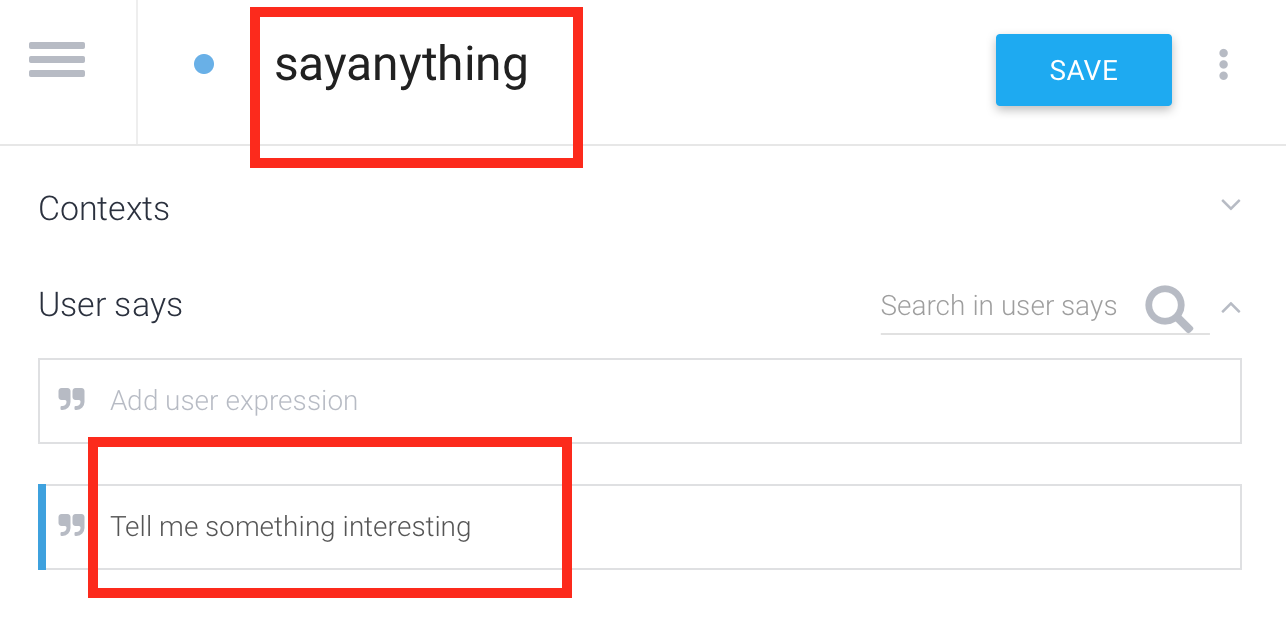 sayanything
SAVE
Contexts
User says
Search in user says
Add user expression
Tell me something interesting